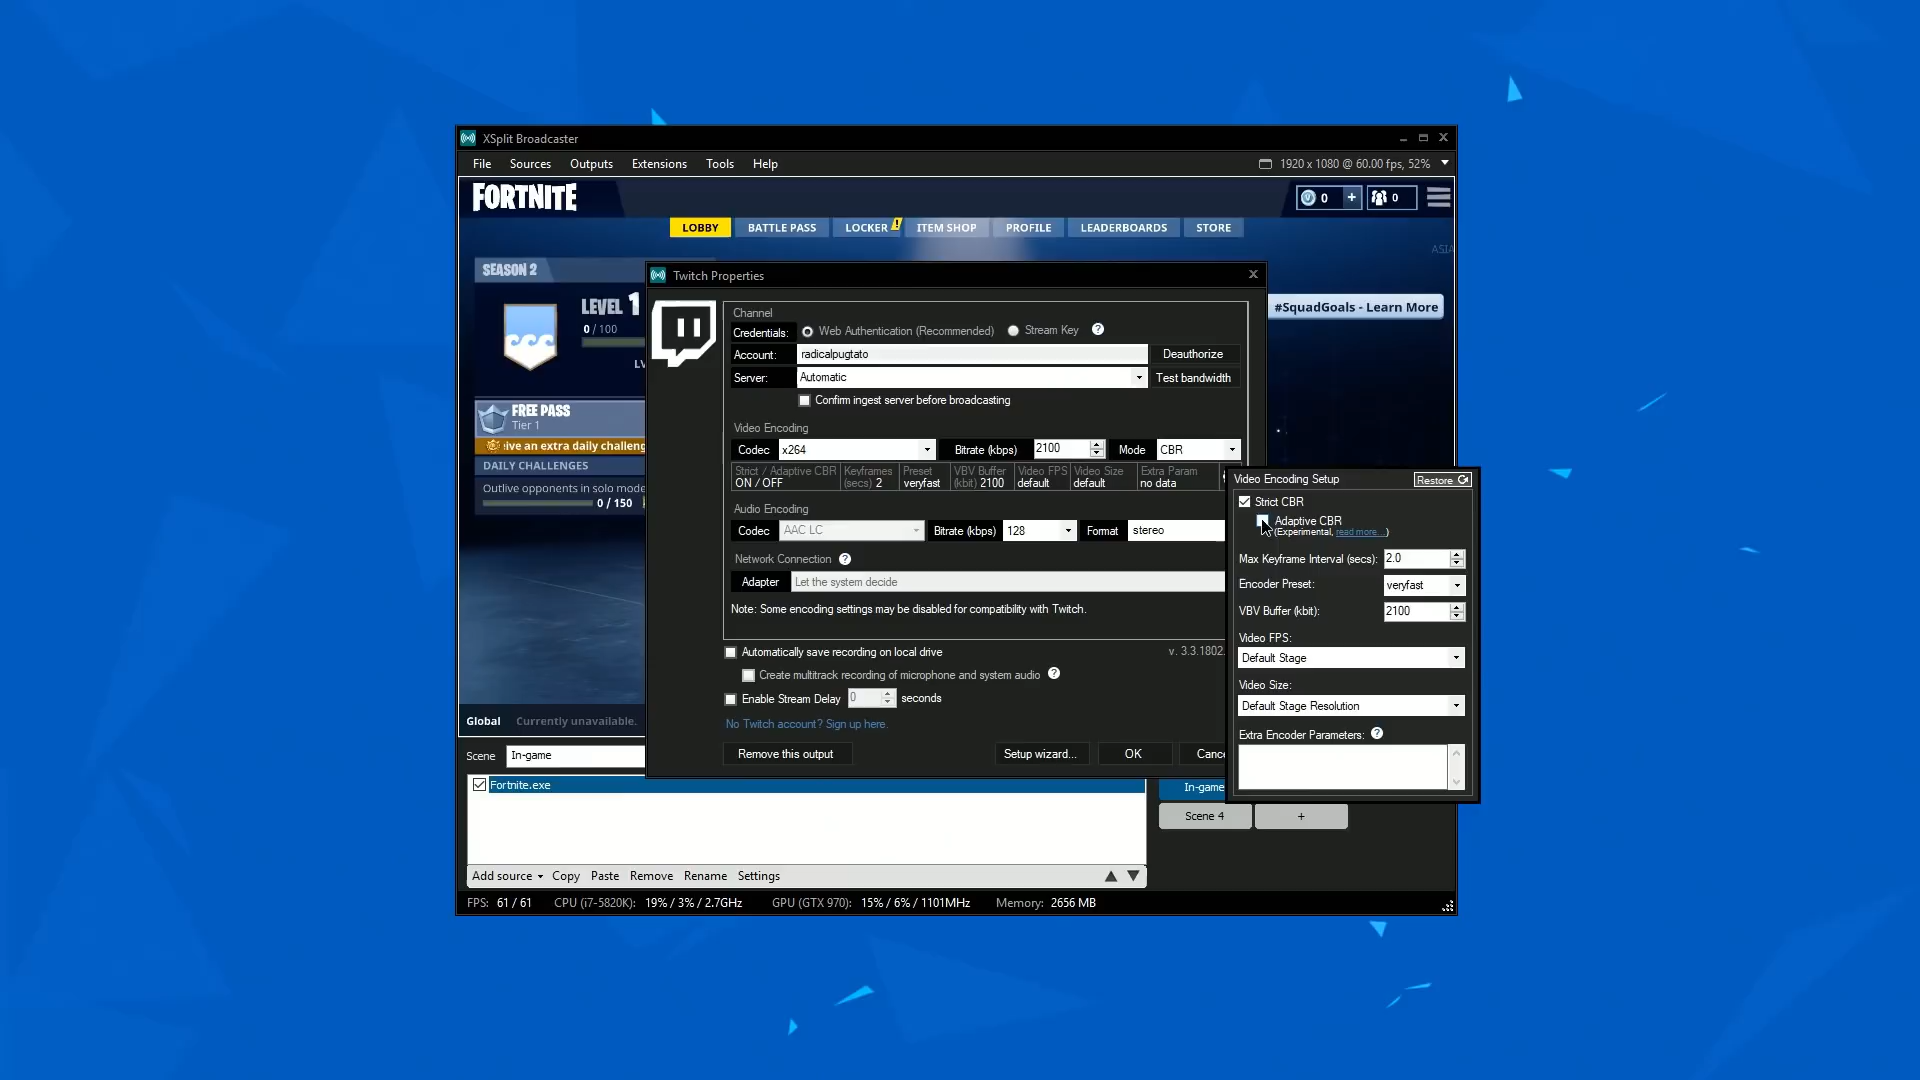 XSplit Broadcaster
File Sources Outputs Extensions Tools Help
1920 x 1080 @ 60.00 fps, 52%
FORTNITE
0 + 0
LOBBY BATTLE PASS LOCKER ! ITEM SHOP PROFILE LEADERBOARDS STORE
ASIA
SEASON 2
LEVEL 1
0 / 100
LV
#SquadGoals - Learn More
FREE PASS
Tier 1
ive an extra daily challeng
DAILY CHALLENGES
Outlive opponents in solo mode
0 / 150
Global Currently unavailable.
Twitch Properties
Channel
Credentials: Web Authentication (Recommended) Stream Key ?
Account: radicalpugtato Deauthorize
Server: Automatic Test bandwidth
Confirm ingest server before broadcasting
Video Encoding
Codec x264 Bitrate (kbps) 2100 Mode CBR
Strict / Adaptive CBR Keyframes Preset VBV Buffer Video FPS Video Size Extra Param
ON / OFF (secs) 2 veryfast (kbit) 2100 default default no data
Audio Encoding
Codec AAC LC Bitrate (kbps) 128 Format stereo
Network Connection ?
Adapter Let the system decide
Note: Some encoding settings may be disabled for compatibility with Twitch.
Automatically save recording on local drive
v. 3.3.1802.
Create multitrack recording of microphone and system audio ?
Enable Stream Delay 0 seconds
No Twitch account? Sign up here.
Remove this output Setup wizard... OK Cance
Video Encoding Setup Restore
Strict CBR
Adaptive CBR
(Experimental, read more...)
Max Keyframe Interval (secs): 2.0
Encoder Preset: veryfast
VBV Buffer (kbit): 2100
Video FPS:
Default Stage
Video Size:
Default Stage Resolution
Extra Encoder Parameters: ?
Scene In-game
Fortnite.exe
In-game
Scene 4 +
Add source Copy Paste Remove Rename Settings
FPS: 61 / 61 CPU (i7-5820K): 19% / 3% / 2.7GHz GPU (GTX 970): 15% / 6% / 1101MHz Memory: 2656 MB